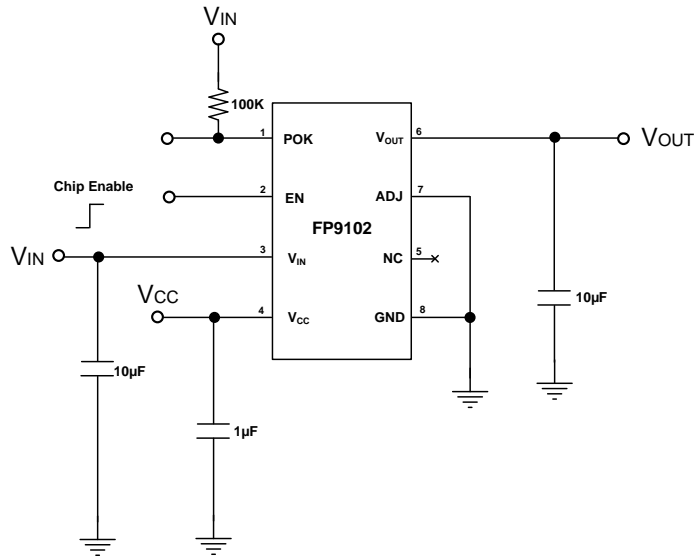 VIN
100K
1
POK
VOUT
6
VOUT
Chip Enable
2
EN
ADJ
7
FP9102
VIN
3
VIN
NC
5
VCC
4
VCC
GND
8
10µF
10µF
1µF